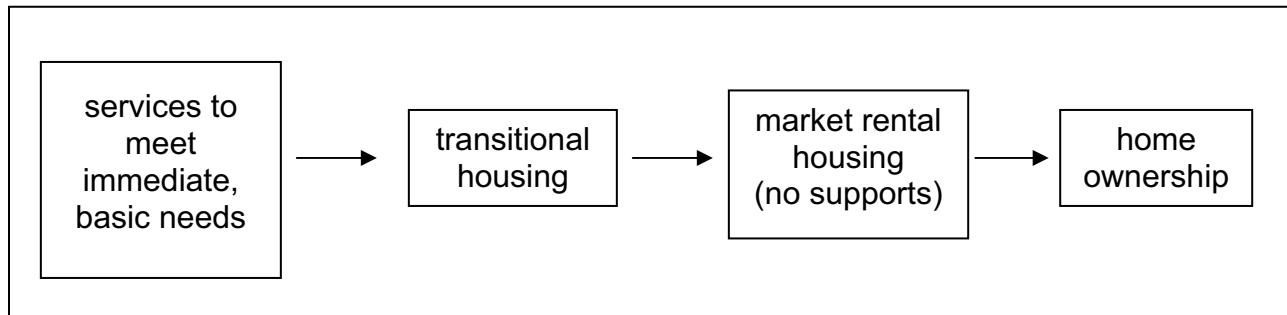 services to
meet
immediate,
basic needs
transitional
housing
market rental
housing
(no supports)
home
ownership